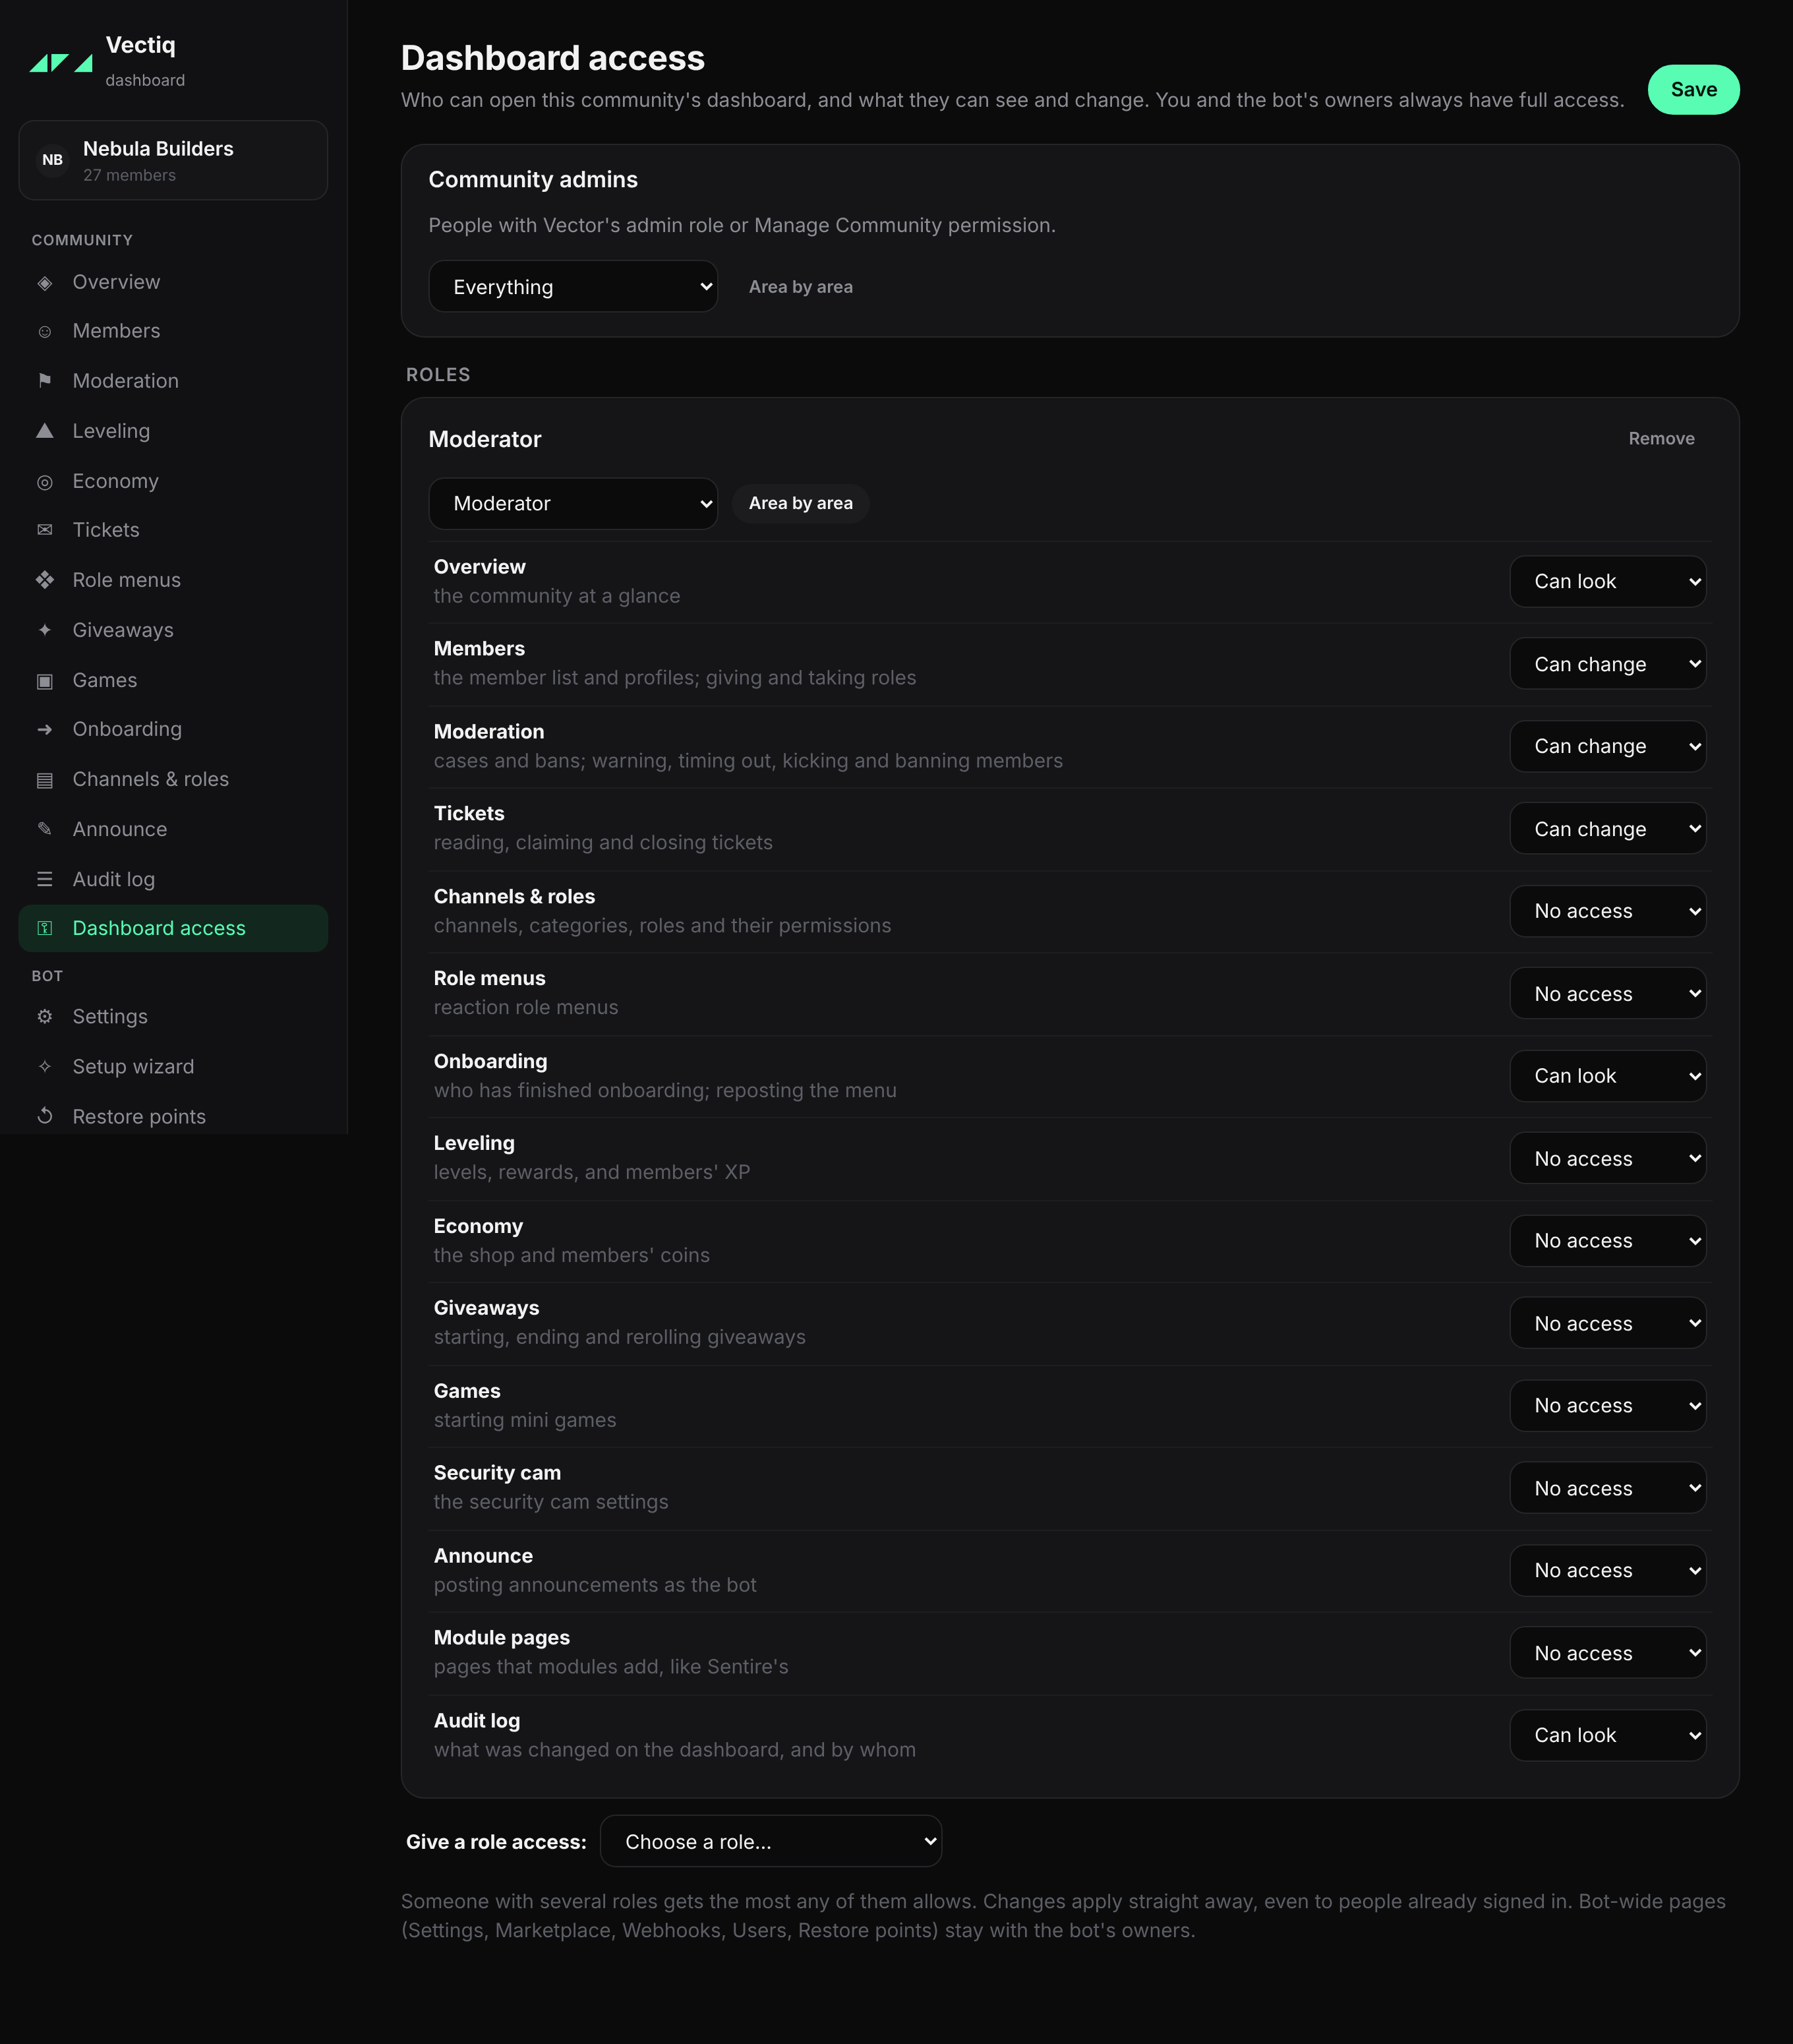 Vectiq
dashboard
NB
Nebula Builders
27 members
COMMUNITY
Overview
Members
Moderation
Leveling
Economy
Tickets
Role menus
Giveaways
Games
Onboarding
Channels & roles
Announce
Audit log
Dashboard access
BOT
Settings
Setup wizard
Restore points
Dashboard access
Who can open this community's dashboard, and what they can see and change. You and the bot's owners always have full access.
Save
Community admins
People with Vector's admin role or Manage Community permission.
Everything
Area by area
ROLES
Moderator
Remove
Moderator
Area by area
Overview
the community at a glance
Can look
Members
the member list and profiles; giving and taking roles
Can change
Moderation
cases and bans; warning, timing out, kicking and banning members
Can change
Tickets
reading, claiming and closing tickets
Can change
Channels & roles
channels, categories, roles and their permissions
No access
Role menus
reaction role menus
No access
Onboarding
who has finished onboarding; reposting the menu
Can look
Leveling
levels, rewards, and members' XP
No access
Economy
the shop and members' coins
No access
Giveaways
starting, ending and rerolling giveaways
No access
Games
starting mini games
No access
Security cam
the security cam settings
No access
Announce
posting announcements as the bot
No access
Module pages
pages that modules add, like Sentire's
No access
Audit log
what was changed on the dashboard, and by whom
Can look
Give a role access:
Choose a role...
Someone with several roles gets the most any of them allows. Changes apply straight away, even to people already signed in. Bot-wide pages
(Settings, Marketplace, Webhooks, Users, Restore points) stay with the bot's owners.